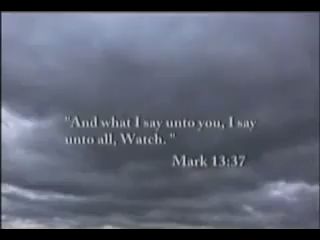 "And what I say unto you, I say
unto all, Watch. "
Mark 13:37